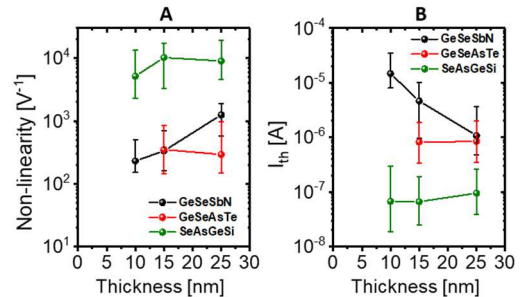 A
B
10⁴
10³
10²
10¹
Non-linearity [V⁻¹]
GeSeSbN
GeSeAsTe
SeAsGeSi
0 5 10 15 20 25 30
Thickness [nm]
10⁻⁴
10⁻⁵
10⁻⁶
10⁻⁷
10⁻⁸
Iₜₕ [A]
GeSeSbN
GeSeAsTe
SeAsGeSi
0 5 10 15 20 25 30
Thickness [nm]